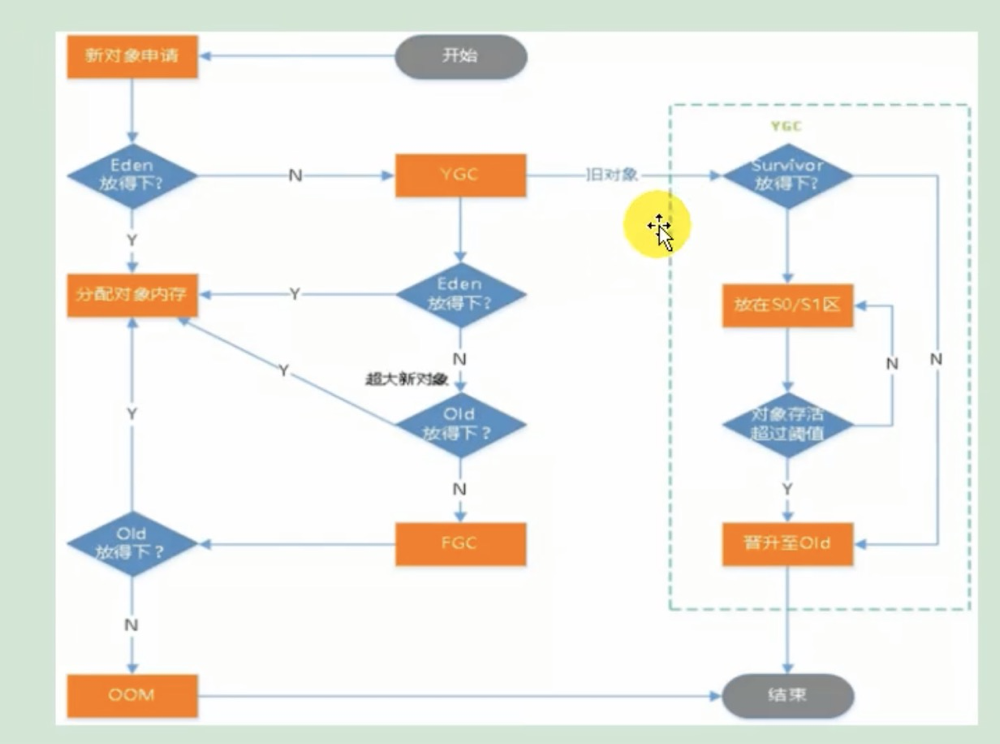 新对象申请
开始
YGC
Eden
放得下?
N
YGC
旧对象
Survivor
放得下?
Y
分配对象内存
Y
Eden
放得下?
放在S0/S1区
N
N
N
超大新对象
Y
Y
Old
放得下？
对象存活
超过阈值
N
Y
Old
放得下？
FGC
晋升至Old
N
OOM
结束